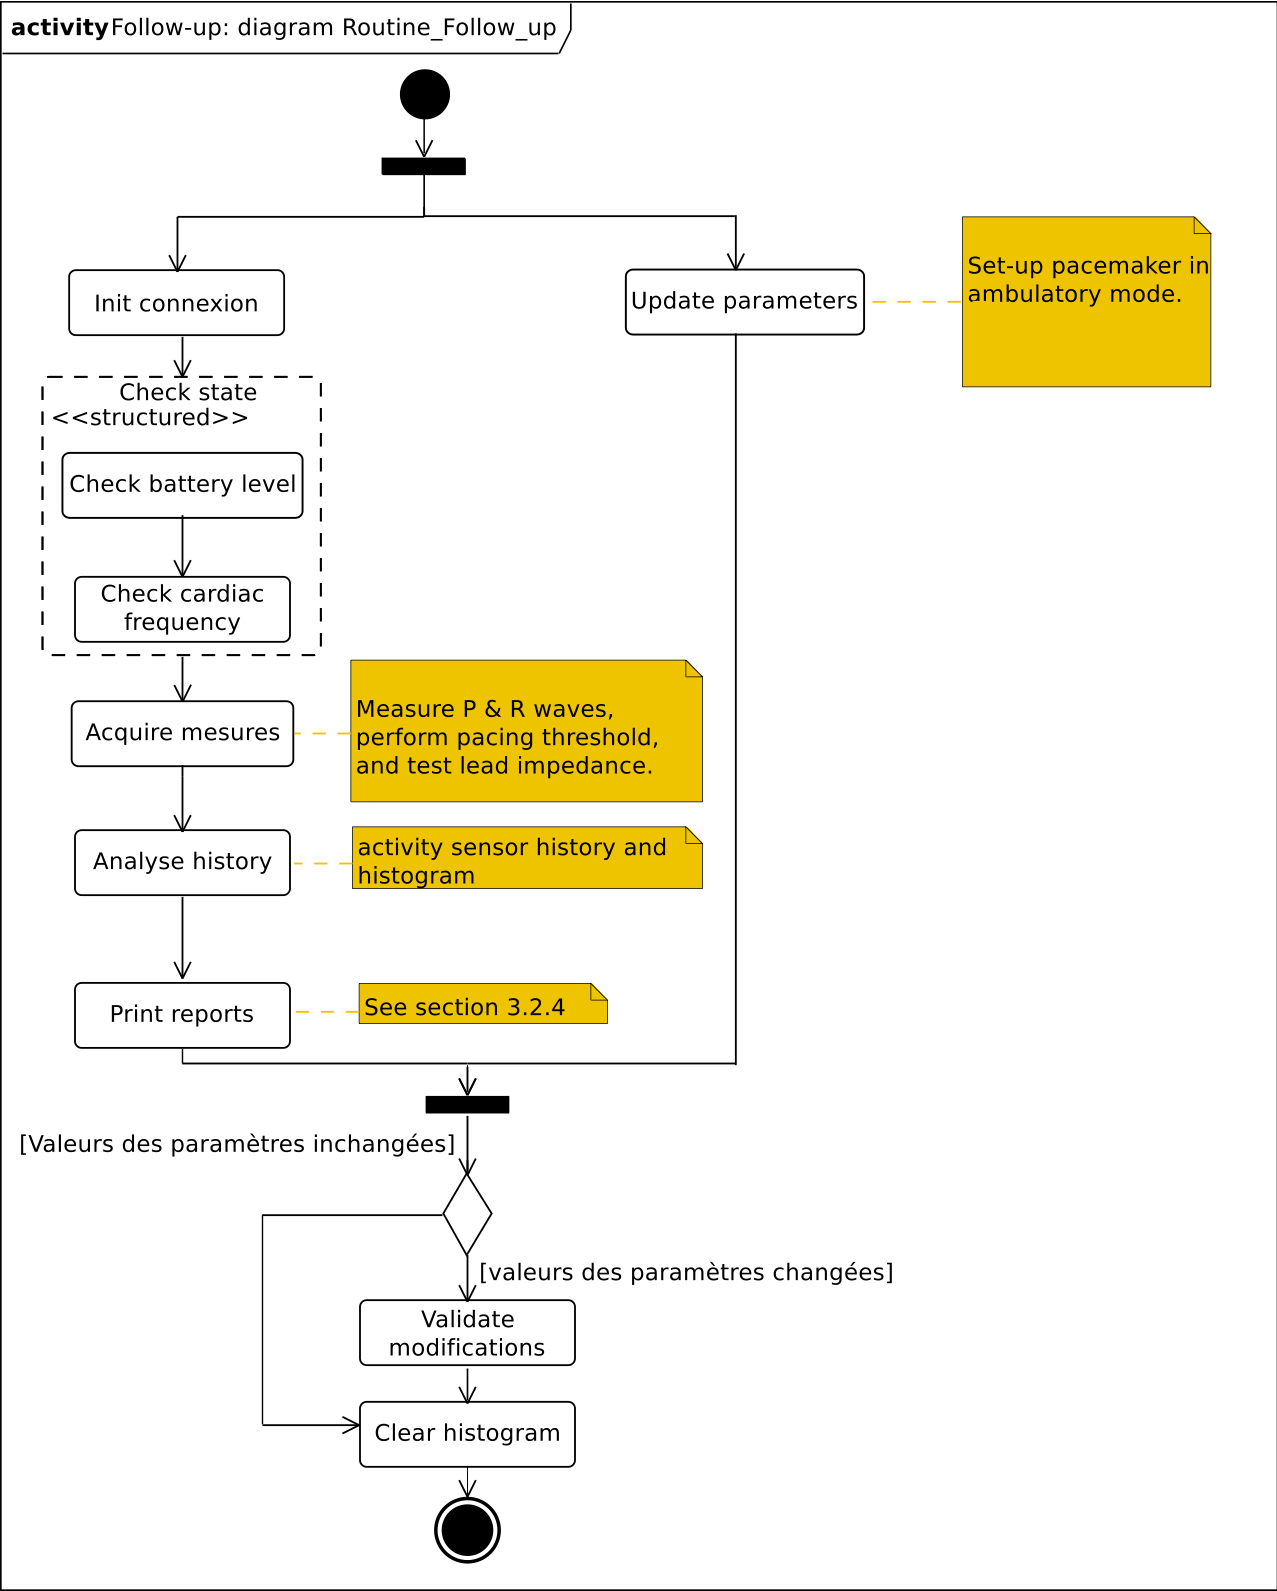 activity Follow-up: diagram Routine_Follow_up
Init connexion
Update parameters
Set-up pacemaker in
ambulatory mode.
Check state
<<structured>>
Check battery level
Check cardiac
frequency
Acquire mesures
Measure P & R waves,
perform pacing threshold,
and test lead impedance.
Analyse history
activity sensor history and
histogram
Print reports
See section 3.2.4
[Valeurs des paramètres inchangées]
[valeurs des paramètres changées]
Validate
modifications
Clear histogram